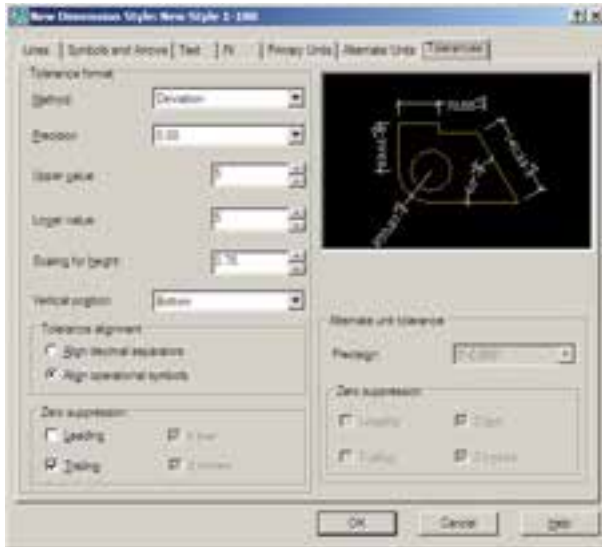 New Dimension Style: New Style 1-100
Lines Symbols and Arrows Text Fit Primary Units Alternate Units Tolerances
Tolerance format
Method: Deviation
Precision 0.00
Upper value:
Lower value:
Scaling for height:
Vertical position: Bottom
Tolerance alignment
Align decimal separators
Align operational symbols
Zero suppression
Leading
Trailing
Alternate unit tolerance
Precision:
Zero suppression
Leading
Trailing
OK Cancel Help